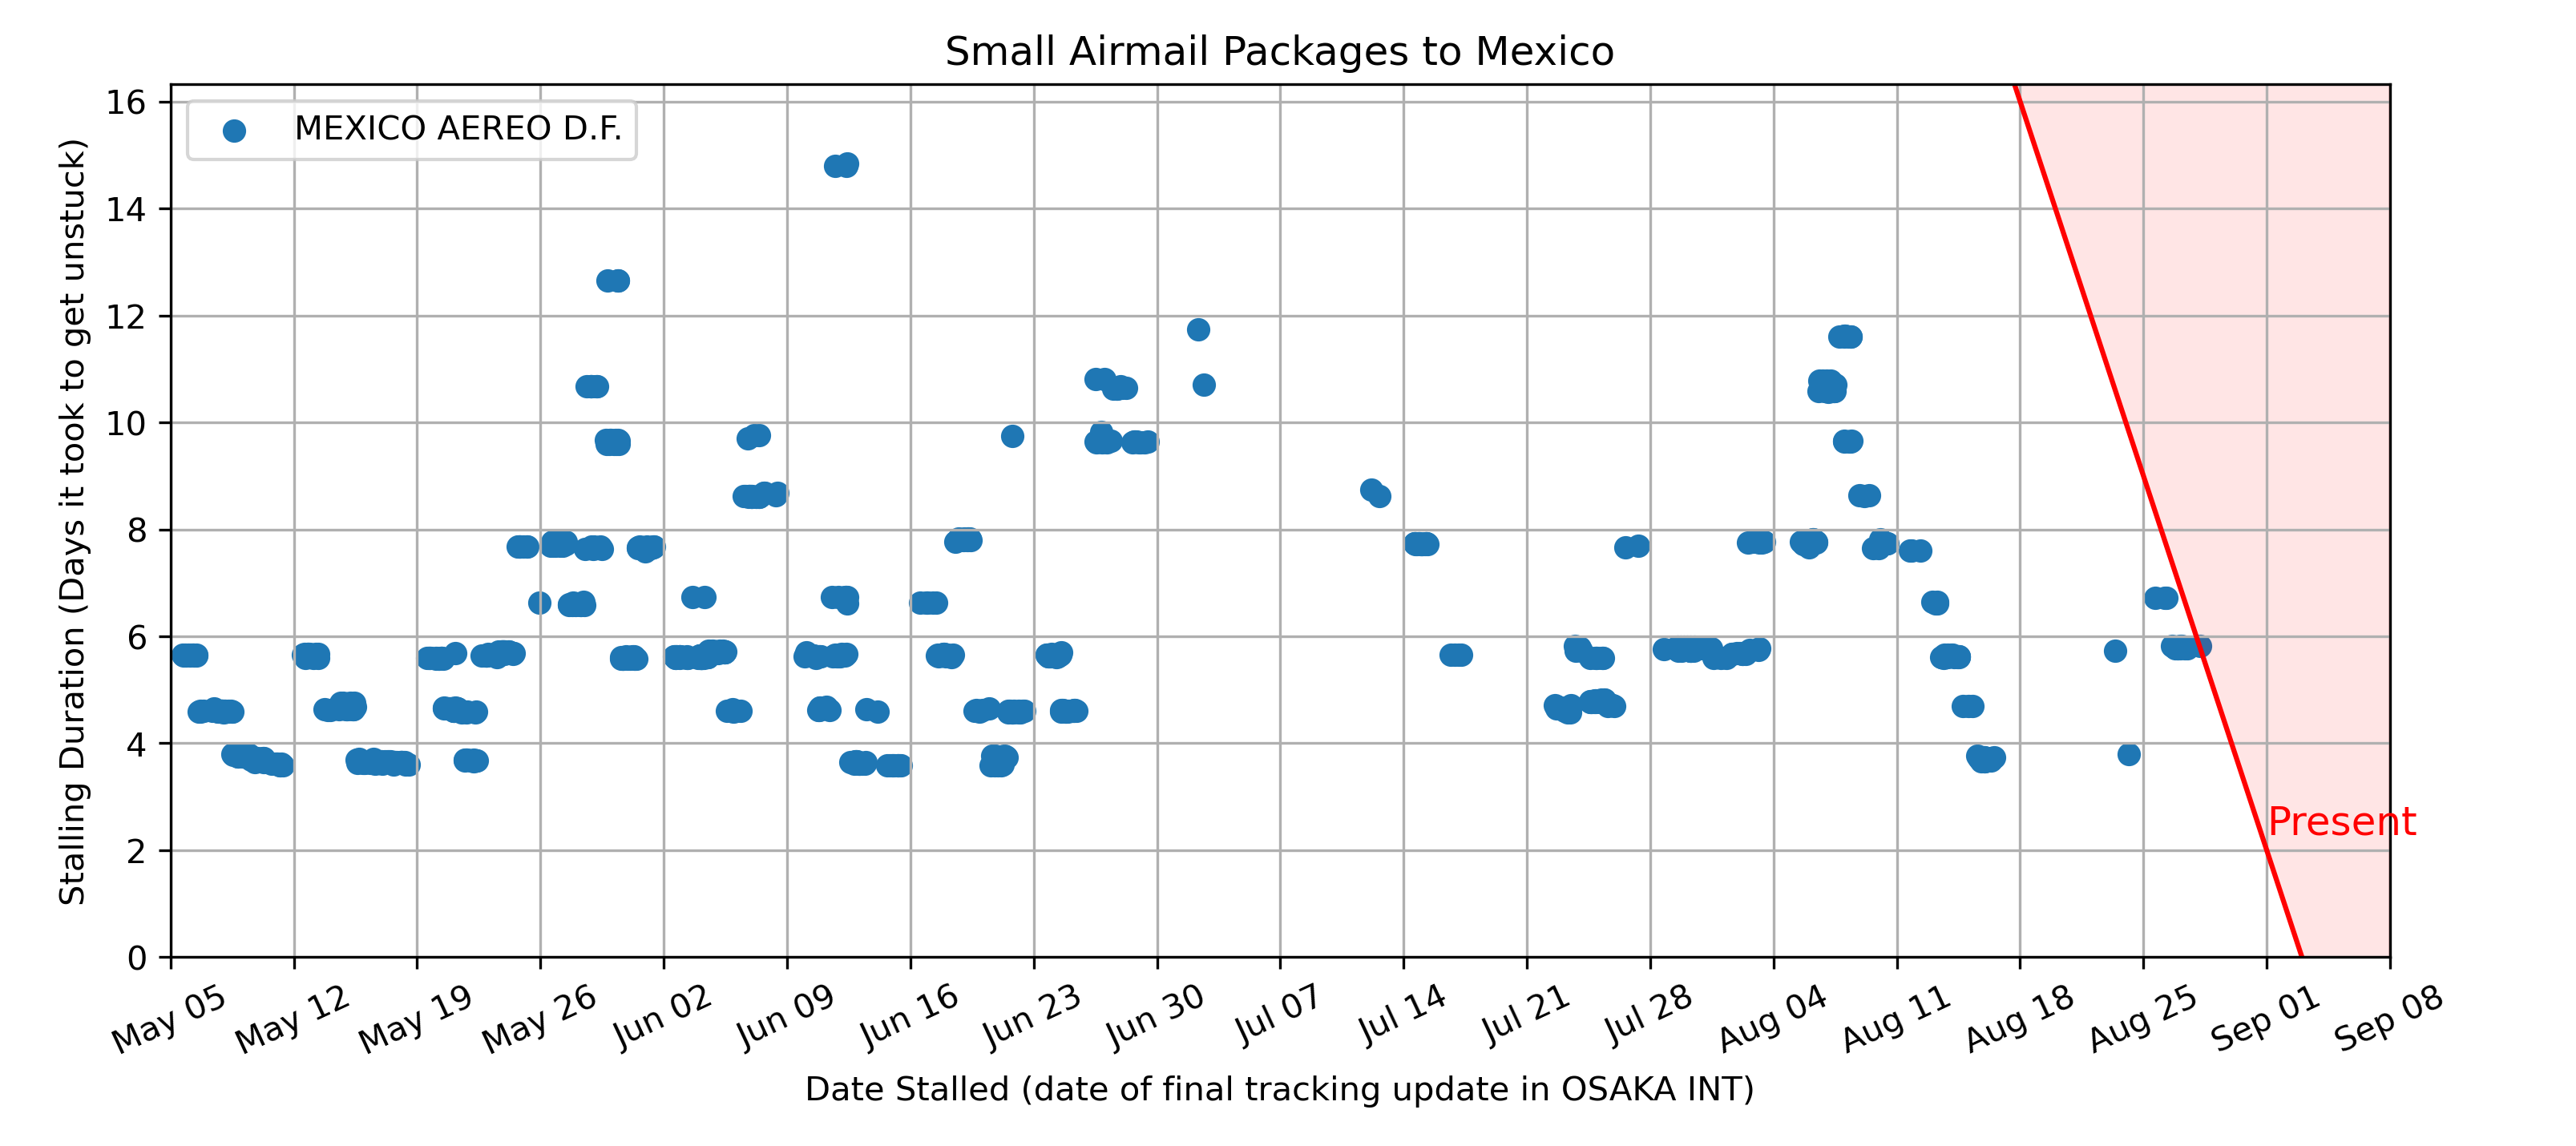 Small Airmail Packages to Mexico
MEXICO AEREO D.F.
Stalling Duration (Days it took to get unstuck)
16
14
12
10
8
6
4
2
0
Present
May 05
May 12
May 19
May 26
Jun 02
Jun 09
Jun 16
Jun 23
Jun 30
Jul 07
Jul 14
Jul 21
Jul 28
Aug 04
Aug 11
Aug 18
Aug 25
Sep 01
Sep 08
Date Stalled (date of final tracking update in OSAKA INT)